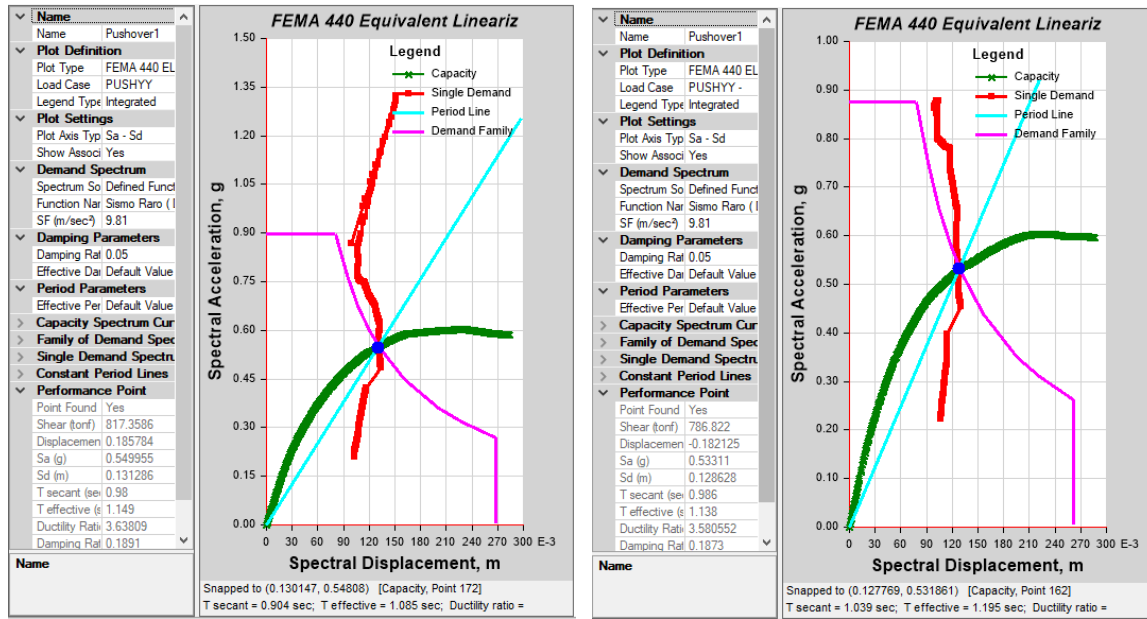 Name
Name Pushover1
Plot Definition
Plot Type FEMA 440 EL
Load Case PUSHYY
Legend Type Integrated
Plot Settings
Plot Axis Typ Sa - Sd
Show Associ Yes
Demand Spectrum
Spectrum So Defined Funct
Function Nar Sismo Raro ( I
SF (m/sec²) 9.81
Damping Parameters
Damping Rat 0.05
Effective Dar Default Value
Period Parameters
Effective Per Default Value
Capacity Spectrum Cur
Family of Demand Spec
Single Demand Spectru
Constant Period Lines
Performance Point
Point Found Yes
Shear (tonf) 817.3586
Displacemen 0.185784
Sa (g) 0.549955
Sd (m) 0.131286
T secant (sec 0.98
T effective (s 1.149
Ductility Ratio 3.63809
Damping Rat 0.1891
Name
FEMA 440 Equivalent Lineariz
Legend
Capacity
Single Demand
Period Line
Demand Family
Spectral Acceleration, g
1.50
1.35
1.20
1.05
0.90
0.75
0.60
0.45
0.30
0.15
0.00
0 30 60 90 120 150 180 210 240 270 300 E-3
Spectral Displacement, m
Snapped to (0.130147, 0.54808) [Capacity, Point 172]
T secant = 0.904 sec; T effective = 1.085 sec; Ductility ratio =
Name
Name Pushover1
Plot Definition
Plot Type FEMA 440 EL
Load Case PUSHYY -
Legend Type Integrated
Plot Settings
Plot Axis Typ Sa - Sd
Show Associ Yes
Demand Spectrum
Spectrum So Defined Funct
Function Nar Sismo Raro ( I
SF (m/sec²) 9.81
Damping Parameters
Damping Rat 0.05
Effective Dar Default Value
Period Parameters
Effective Per Default Value
Capacity Spectrum Cur
Family of Demand Spec
Single Demand Spectru
Constant Period Lines
Performance Point
Point Found Yes
Shear (tonf) 786.822
Displacemen -0.182125
Sa (g) 0.53311
Sd (m) 0.128628
T secant (sec 0.986
T effective (s 1.138
Ductility Ratio 3.580552
Damping Rat 0.1873
Name
FEMA 440 Equivalent Lineariz
Legend
Capacity
Single Demand
Period Line
Demand Family
Spectral Acceleration, g
1.00
0.90
0.80
0.70
0.60
0.50
0.40
0.30
0.20
0.10
0.00
0 30 60 90 120 150 180 210 240 270 300 E-3
Spectral Displacement, m
Snapped to (0.127769, 0.531861) [Capacity, Point 162]
T secant = 1.039 sec; T effective = 1.195 sec; Ductility ratio =